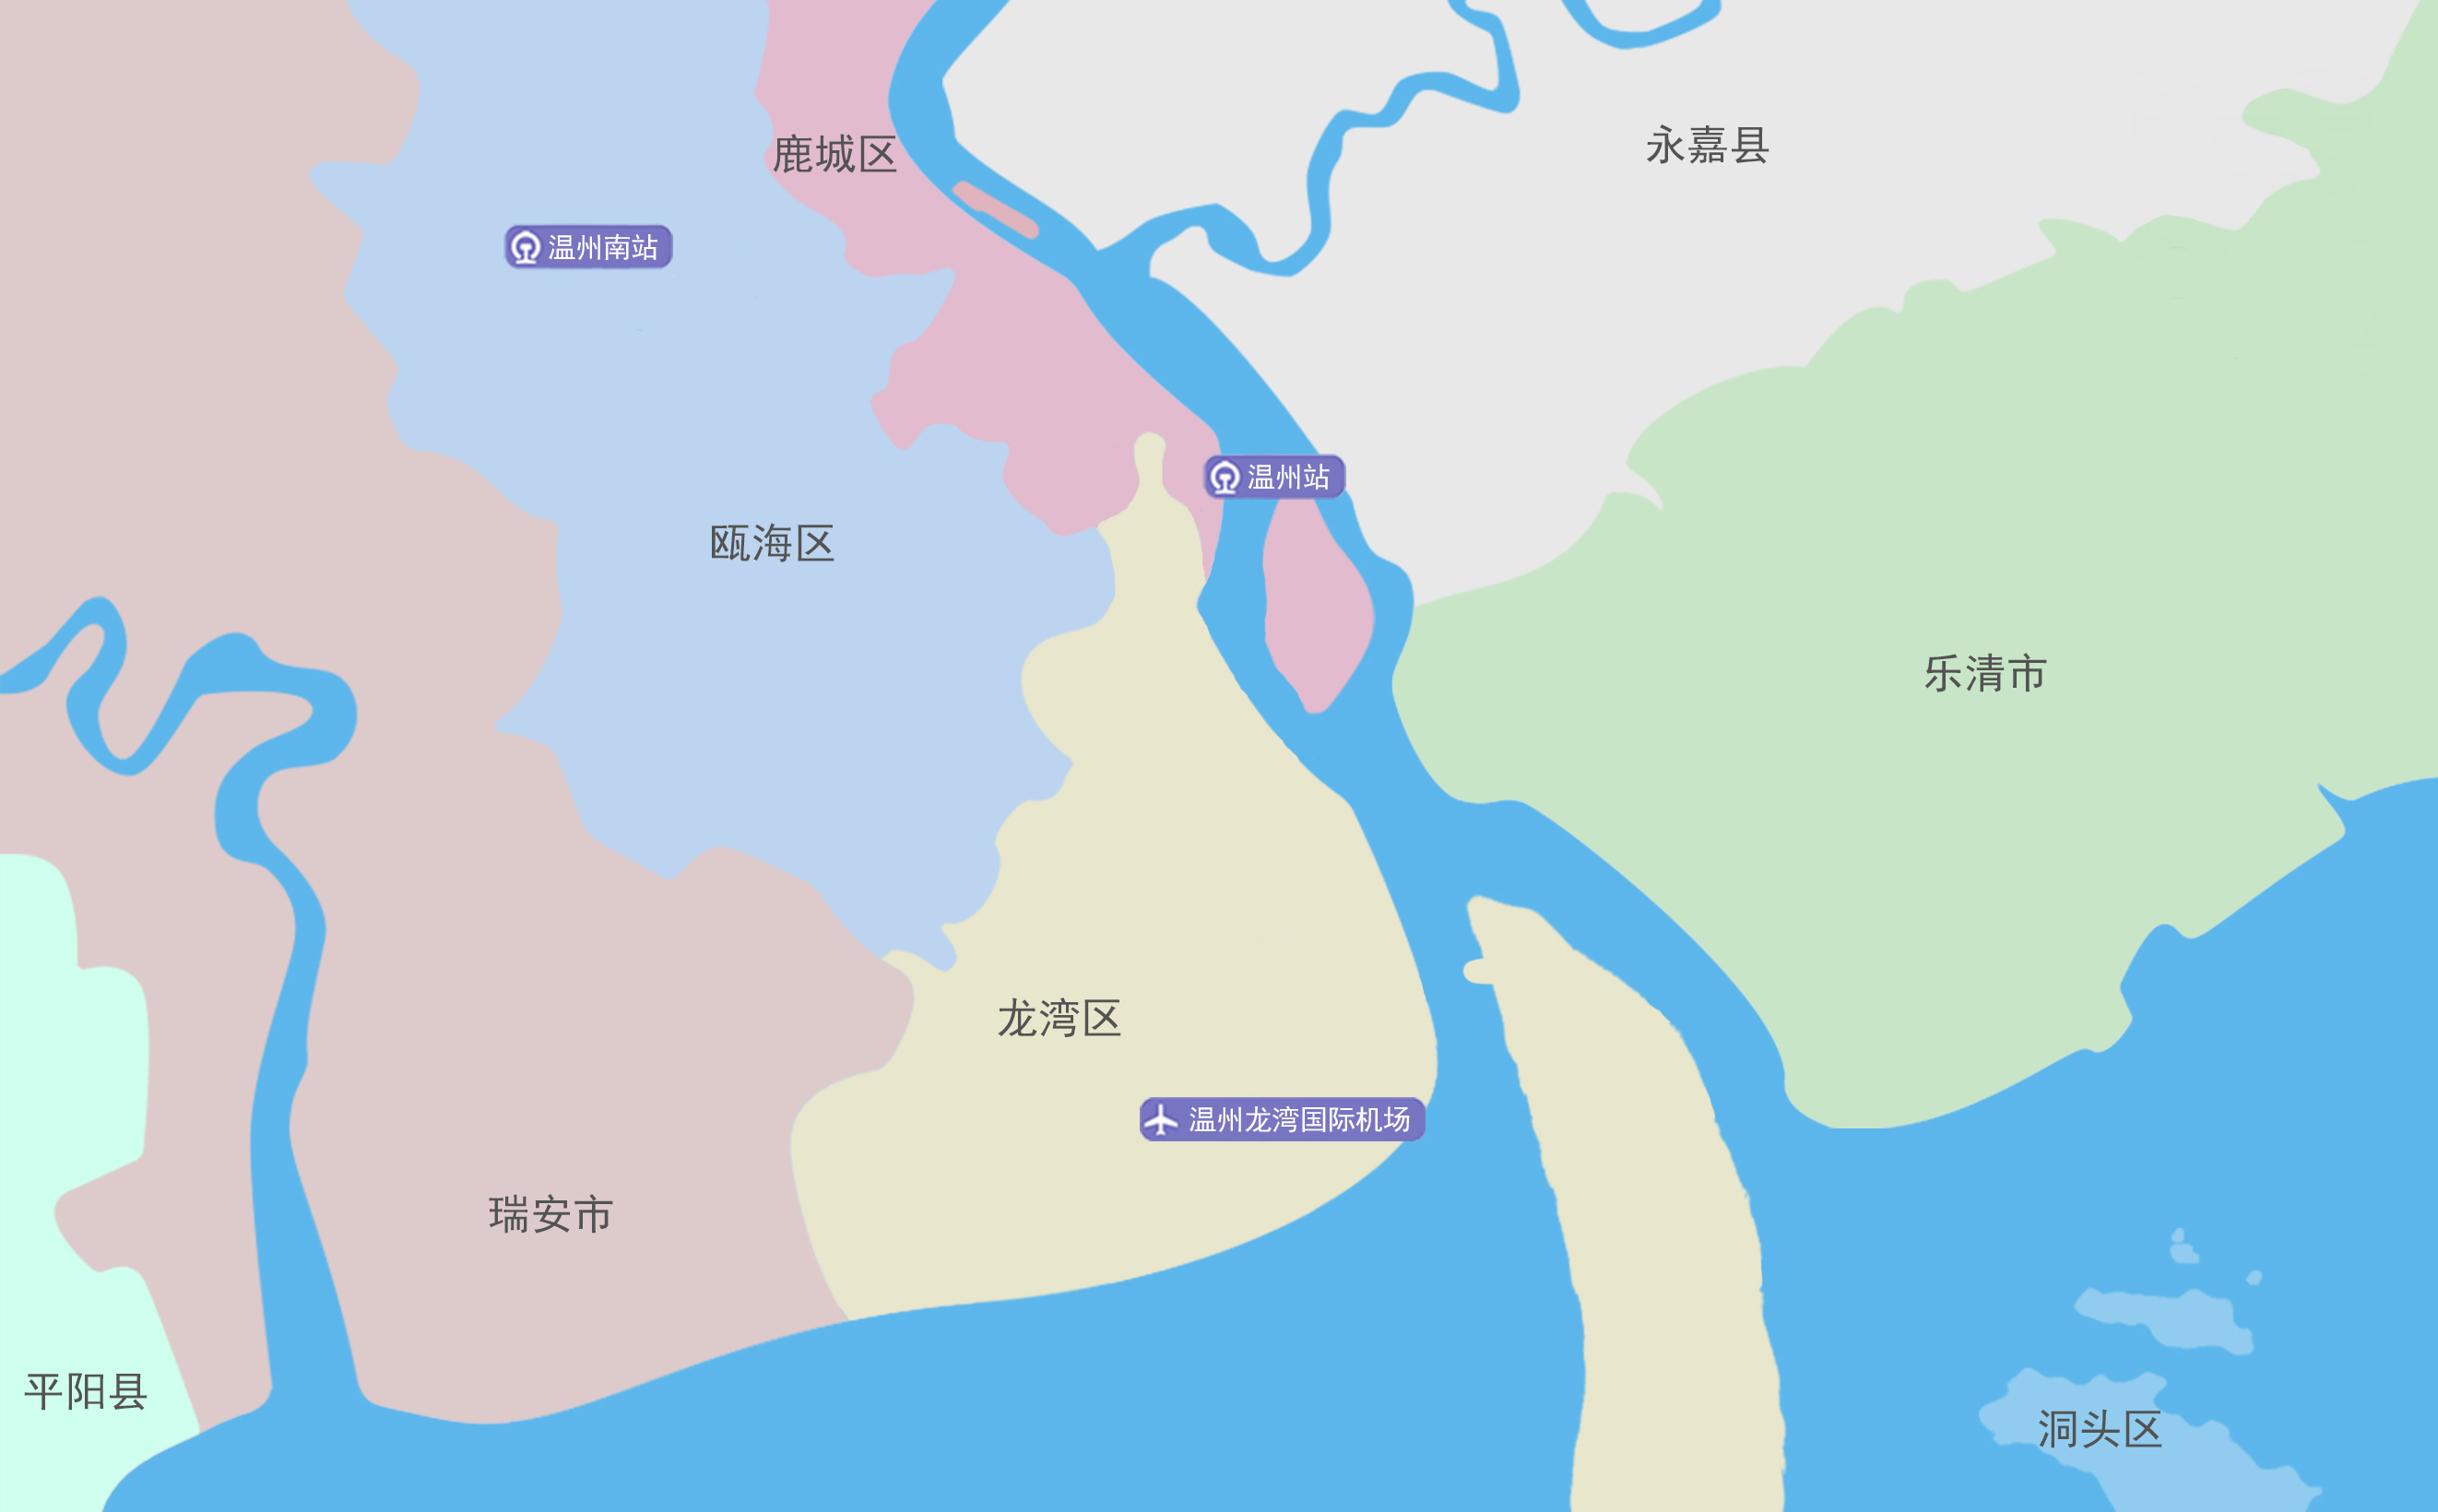 永嘉县
鹿城区
温州南站
温州站
瓯海区
乐清市
龙湾区
温州龙湾国际机场
瑞安市
平阳县
洞头区